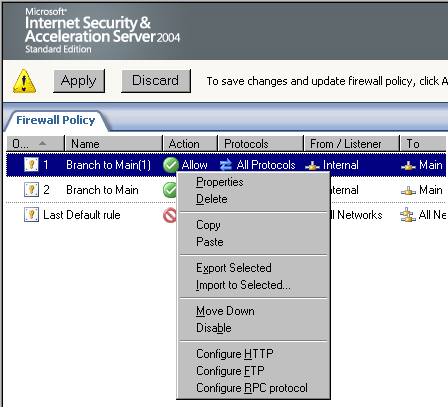 Microsoft®
Internet Security &
Acceleration Server 2004
Standard Edition
Apply Discard To save changes and update firewall policy, click A
Firewall Policy
O... Name Action Protocols From / Listener To
1 Branch to Main(1) Allow All Protocols Internal Main
2 Branch to Main ternal Main
Last Default rule ll Networks All Ne
Properties
Delete
Copy
Paste
Export Selected
Import to Selected...
Move Down
Disable
Configure HTTP
Configure FTP
Configure RPC protocol